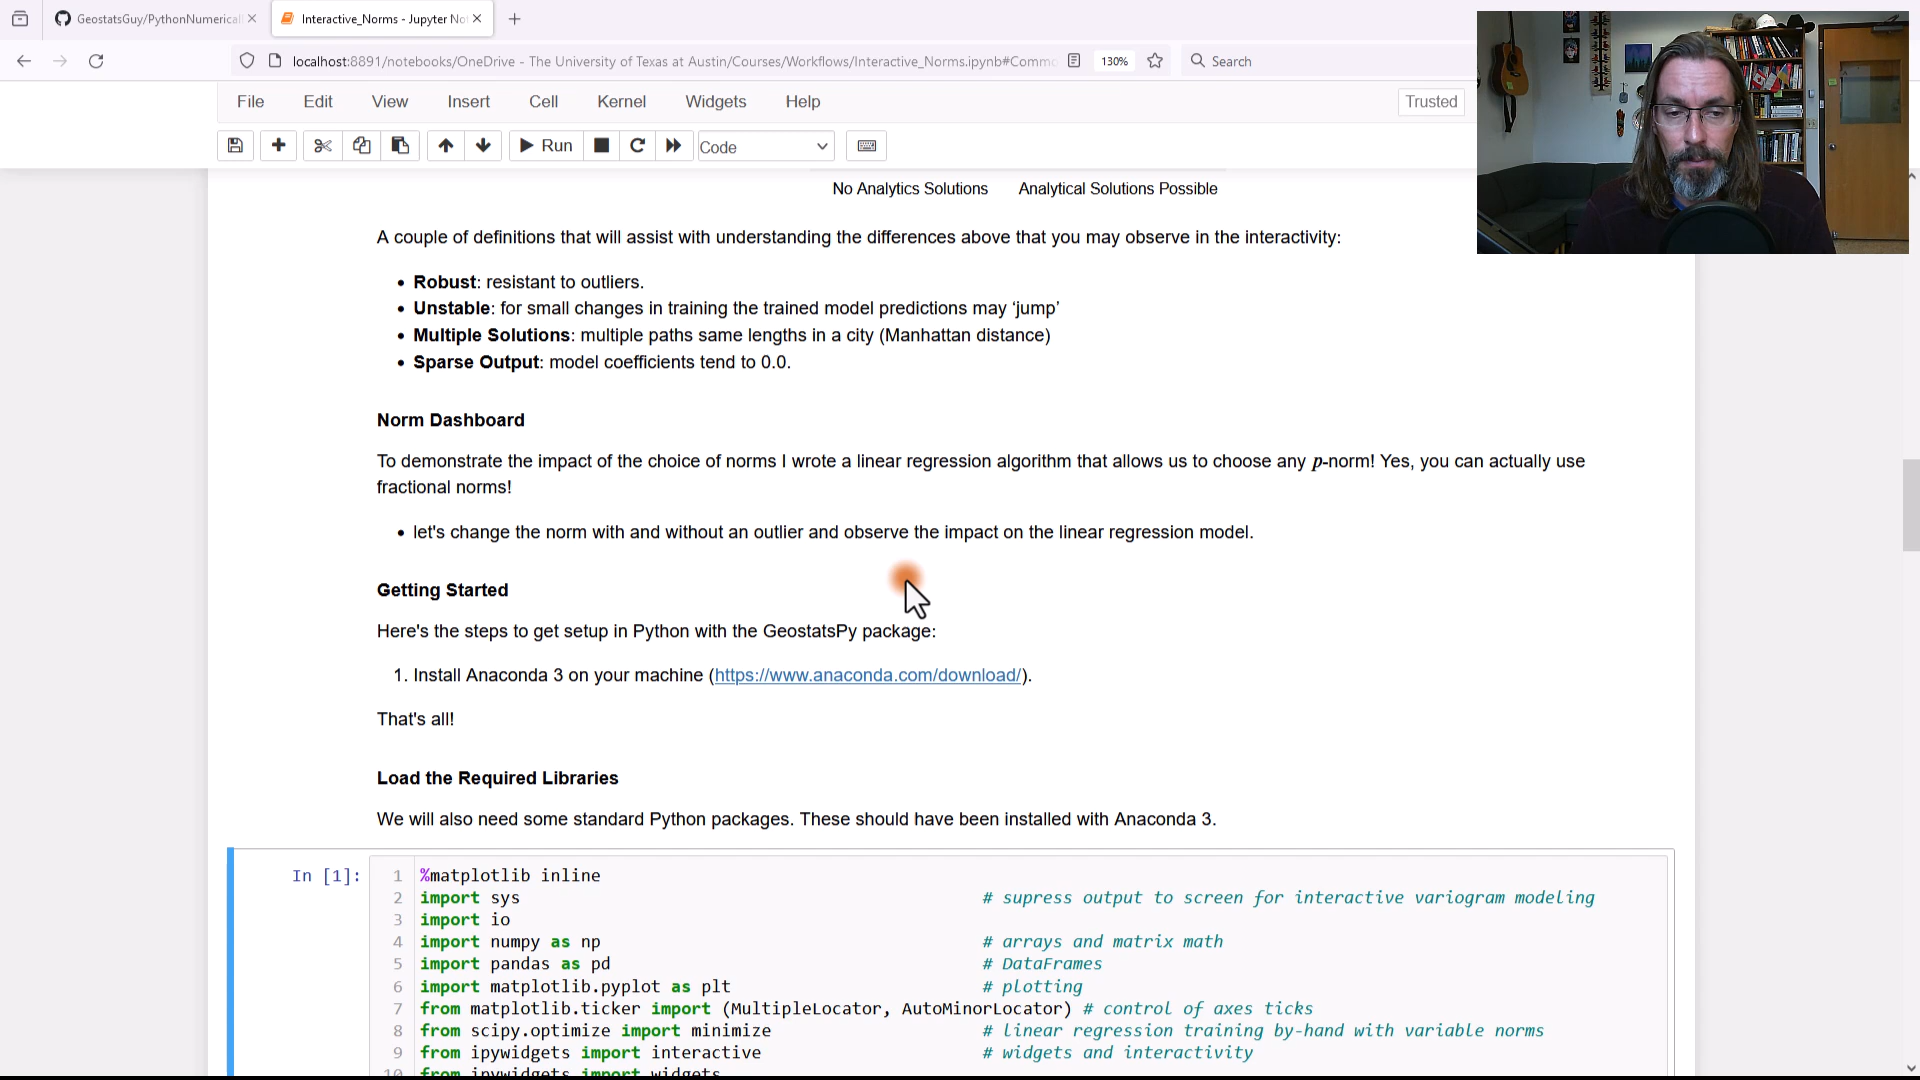 GeostatsGuy/PythonNumerical
Interactive_Norms - Jupyter No
localhost:8891/notebooks/OneDrive - The University of Texas at Austin/Courses/Workflows/Interactive_Norms.ipynb#Commo
130%
Search
File Edit View Insert Cell Kernel Widgets Help
Trusted
Run
Code
No Analytics Solutions Analytical Solutions Possible
A couple of definitions that will assist with understanding the differences above that you may observe in the interactivity:
• Robust: resistant to outliers.
• Unstable: for small changes in training the trained model predictions may ‘jump’
• Multiple Solutions: multiple paths same lengths in a city (Manhattan distance)
• Sparse Output: model coefficients tend to 0.0.
Norm Dashboard
To demonstrate the impact of the choice of norms I wrote a linear regression algorithm that allows us to choose any p-norm! Yes, you can actually use
fractional norms!
• let's change the norm with and without an outlier and observe the impact on the linear regression model.
Getting Started
Here's the steps to get setup in Python with the GeostatsPy package:
1. Install Anaconda 3 on your machine (https://www.anaconda.com/download/).
That's all!
Load the Required Libraries
We will also need some standard Python packages. These should have been installed with Anaconda 3.
In [1]:
1 %matplotlib inline
2 import sys # supress output to screen for interactive variogram modeling
3 import io
4 import numpy as np # arrays and matrix math
5 import pandas as pd # DataFrames
6 import matplotlib.pyplot as plt # plotting
7 from matplotlib.ticker import (MultipleLocator, AutoMinorLocator) # control of axes ticks
8 from scipy.optimize import minimize # linear regression training by-hand with variable norms
9 from ipywidgets import interactive # widgets and interactivity
10 from ipywidgets import widgets